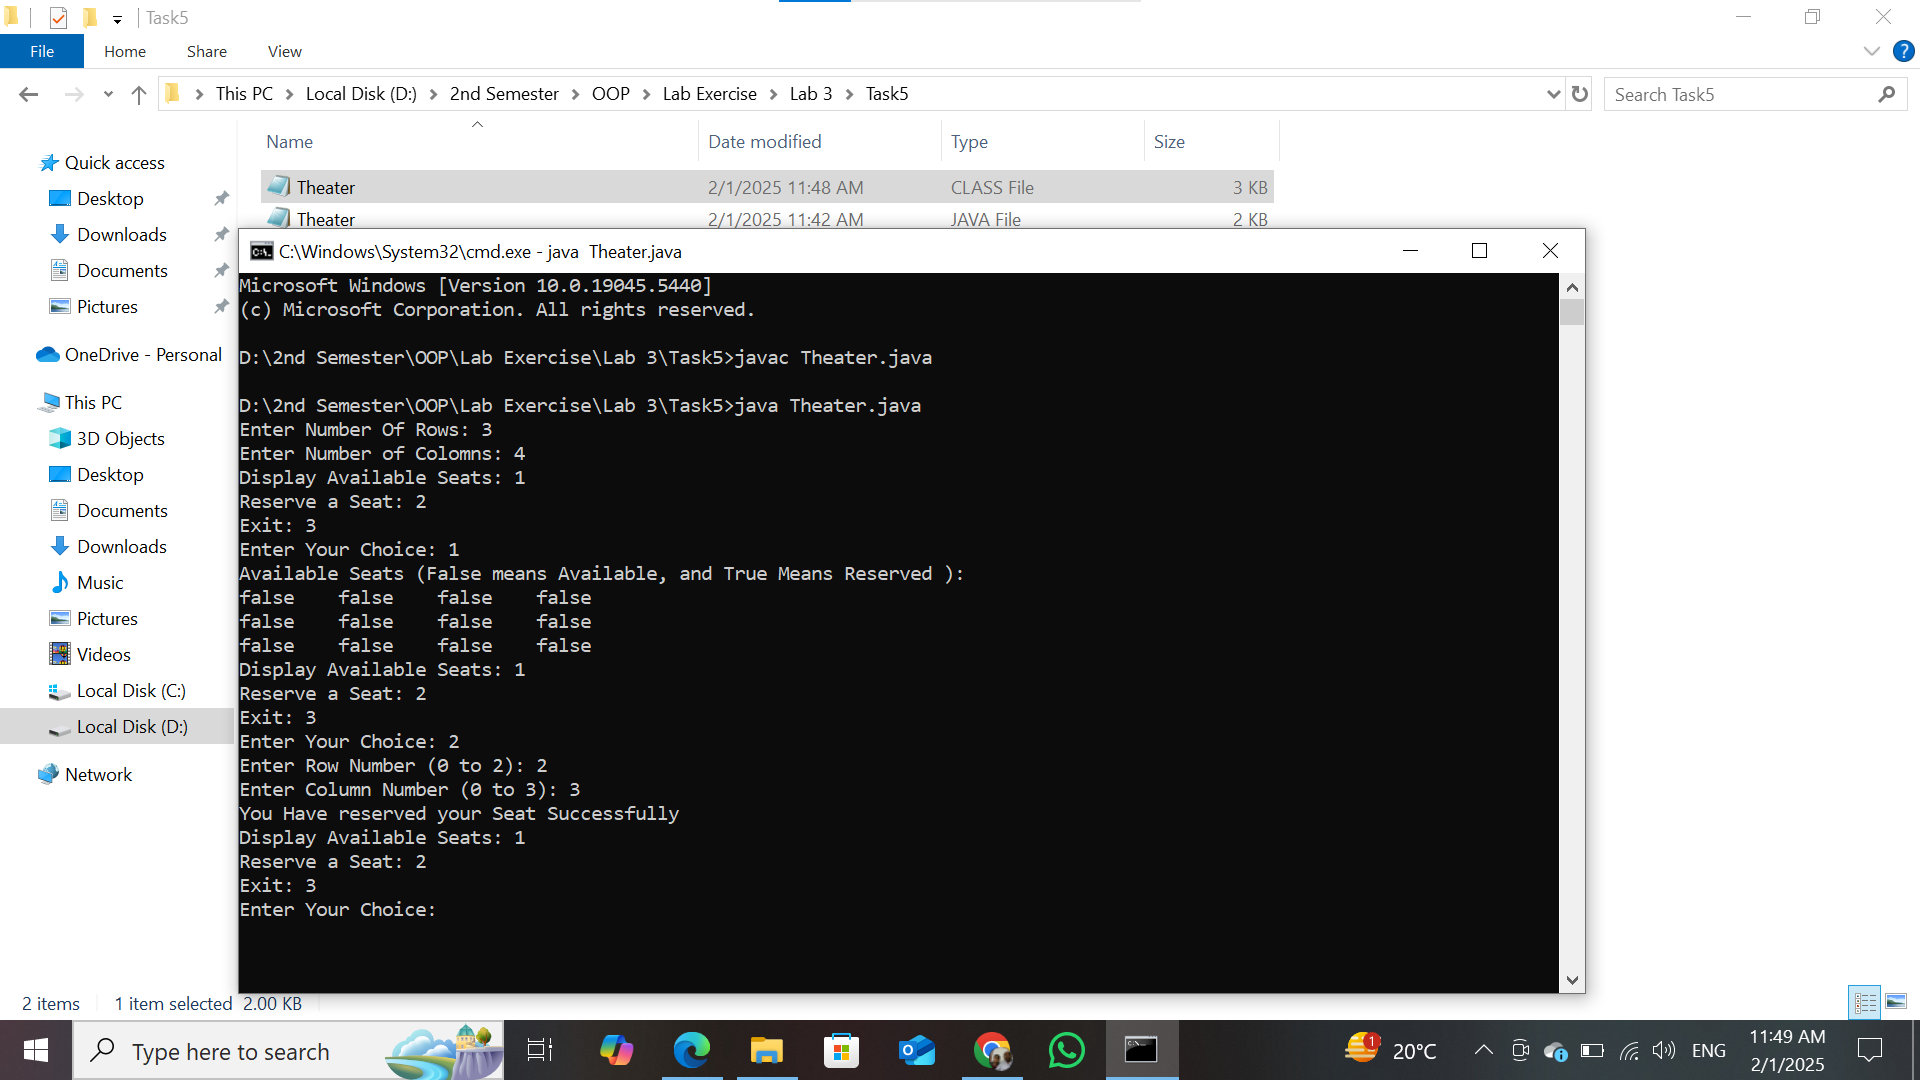 Task5
File Home Share View
This PC Local Disk (D:) 2nd Semester OOP Lab Exercise Lab 3 Task5
Search Task5
Name Date modified Type Size
Theater 2/1/2025 11:48 AM CLASS File 3 KB
Theater 2/1/2025 11:42 AM JAVA File 2 KB
Quick access
Desktop
Downloads
Documents
Pictures
OneDrive - Personal
This PC
3D Objects
Desktop
Documents
Downloads
Music
Pictures
Videos
Local Disk (C:)
Local Disk (D:)
Network
C:\Windows\System32\cmd.exe - java  Theater.java
Microsoft Windows [Version 10.0.19045.5440]
(c) Microsoft Corporation. All rights reserved.
D:\2nd Semester\OOP\Lab Exercise\Lab 3\Task5>javac Theater.java
D:\2nd Semester\OOP\Lab Exercise\Lab 3\Task5>java Theater.java
Enter Number Of Rows: 3
Enter Number of Colomns: 4
Display Available Seats: 1
Reserve a Seat: 2
Exit: 3
Enter Your Choice: 1
Available Seats (False means Available, and True Means Reserved ):
false    false    false    false
false    false    false    false
false    false    false    false
Display Available Seats: 1
Reserve a Seat: 2
Exit: 3
Enter Your Choice: 2
Enter Row Number (0 to 2): 2
Enter Column Number (0 to 3): 3
You Have reserved your Seat Successfully
Display Available Seats: 1
Reserve a Seat: 2
Exit: 3
Enter Your Choice:
2 items 1 item selected 2.00 KB
Type here to search
1
20°C
ENG
11:49 AM
2/1/2025